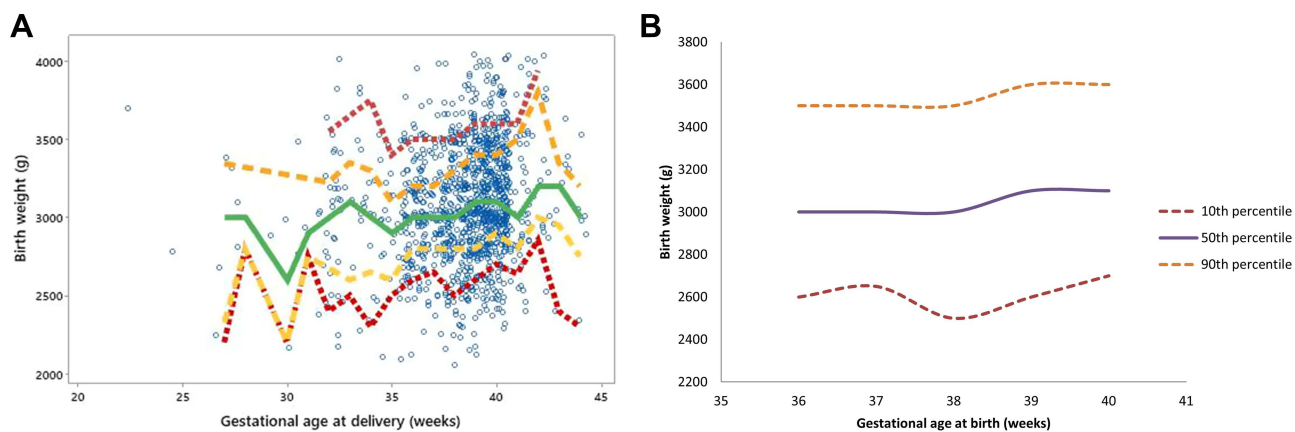 A
Birth weight (g)
4000
3500
3000
2500
2000
20 25 30 35 40 45
Gestational age at delivery (weeks)
B
Birth weight (g)
3800
3600
3400
3200
3000
2800
2600
2400
2200
35 36 37 38 39 40 41
Gestational age at birth (weeks)
10th percentile
50th percentile
90th percentile